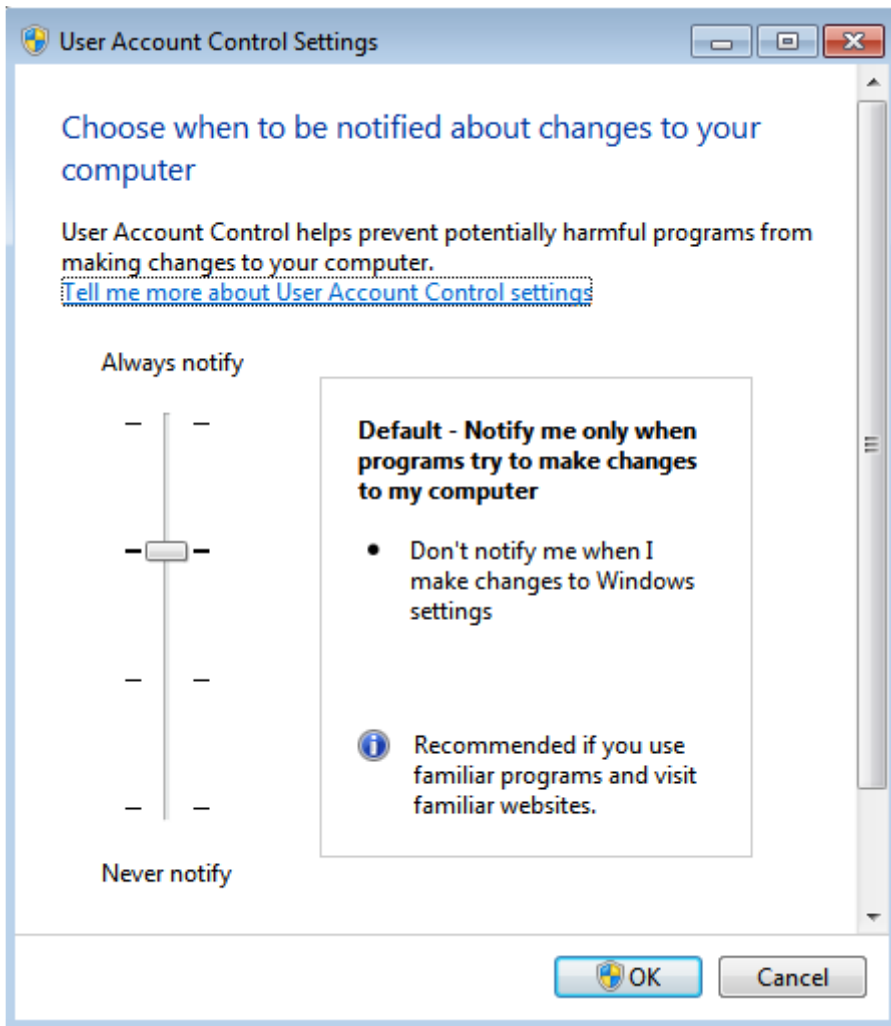 User Account Control Settings
Choose when to be notified about changes to your
computer
User Account Control helps prevent potentially harmful programs from
making changes to your computer.
Tell me more about User Account Control settings
Always notify
Default - Notify me only when
programs try to make changes
to my computer
• Don't notify me when I
make changes to Windows
settings
Recommended if you use
familiar programs and visit
familiar websites.
Never notify
OK
Cancel